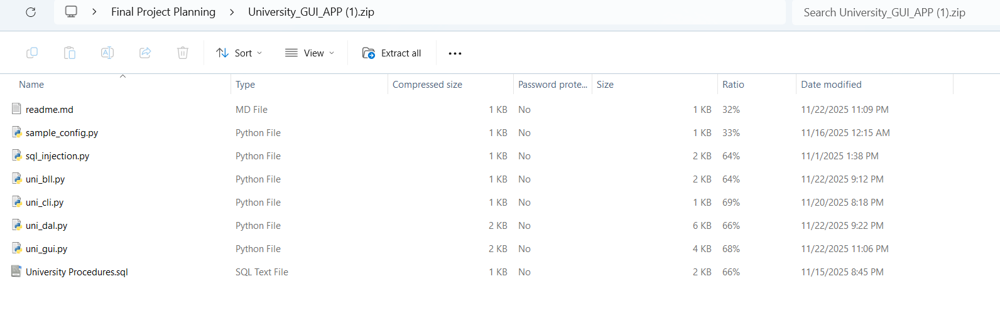 Final Project Planning > University_GUI_APP (1).zip Search University_GUI_APP (1).zip
Sort View Extract all ...
Name Type Compressed size Password prote... Size Ratio Date modified
readme.md MD File 1 KB No 1 KB 32% 11/22/2025 11:09 PM
sample_config.py Python File 1 KB No 1 KB 33% 11/16/2025 12:15 AM
sql_injection.py Python File 1 KB No 2 KB 64% 11/1/2025 1:38 PM
uni_bll.py Python File 1 KB No 2 KB 64% 11/22/2025 9:12 PM
uni_cli.py Python File 1 KB No 1 KB 69% 11/20/2025 8:18 PM
uni_dal.py Python File 2 KB No 6 KB 66% 11/22/2025 9:22 PM
uni_gui.py Python File 2 KB No 4 KB 68% 11/22/2025 11:06 PM
University Procedures.sql SQL Text File 1 KB No 2 KB 66% 11/15/2025 8:45 PM